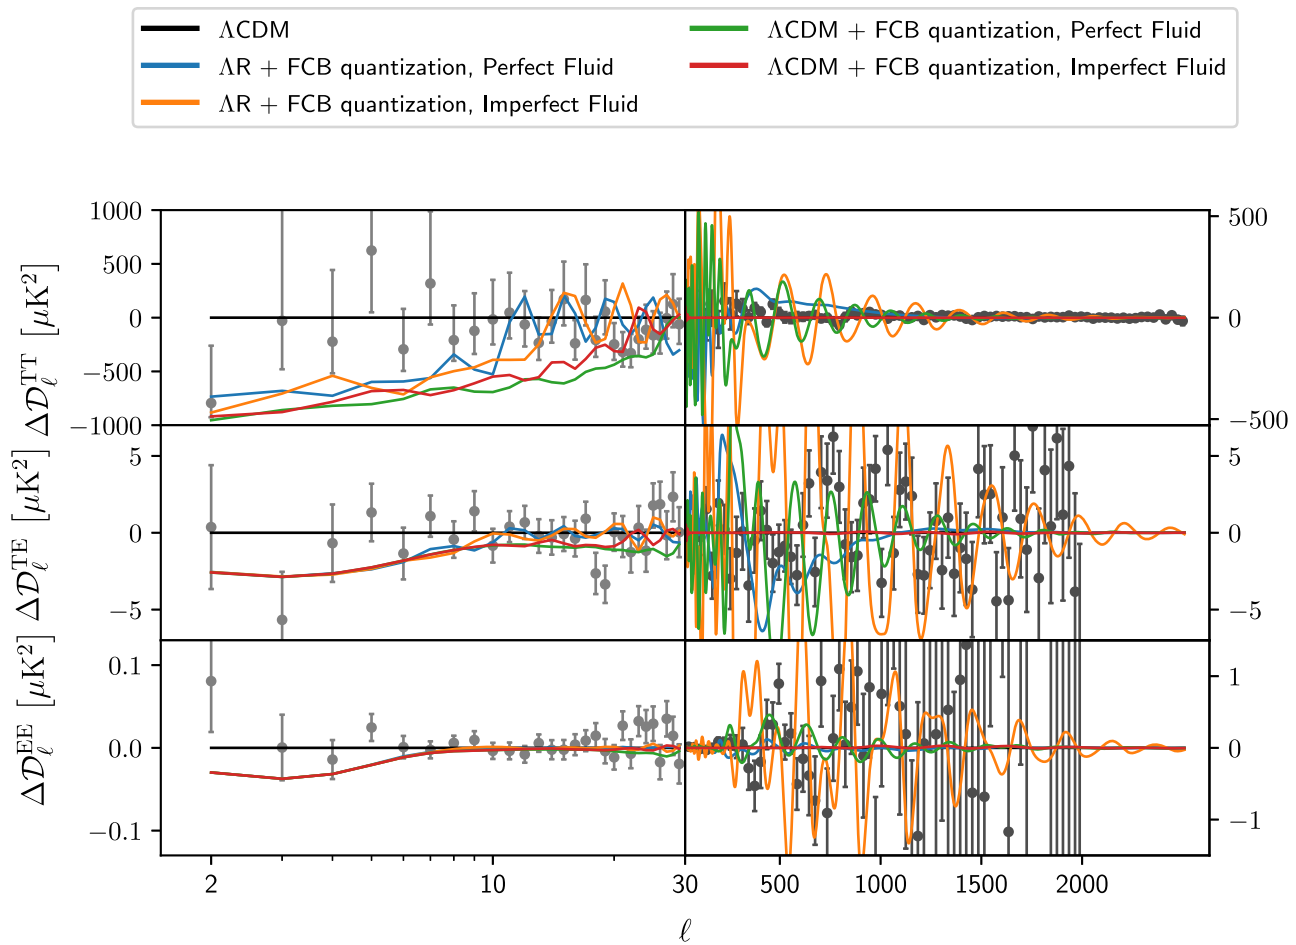 ΛCDM
ΛR + FCB quantization, Perfect Fluid
ΛR + FCB quantization, Imperfect Fluid
ΛCDM + FCB quantization, Perfect Fluid
ΛCDM + FCB quantization, Imperfect Fluid
Δ𝒟ℓ^TT [μK²]
1000
500
0
−500
−1000
500
0
−500
Δ𝒟ℓ^TE [μK²]
5
0
−5
5
0
−5
Δ𝒟ℓ^EE [μK²]
0.1
0.0
−0.1
1
0
−1
2 10 30 500 1000 1500 2000
ℓ